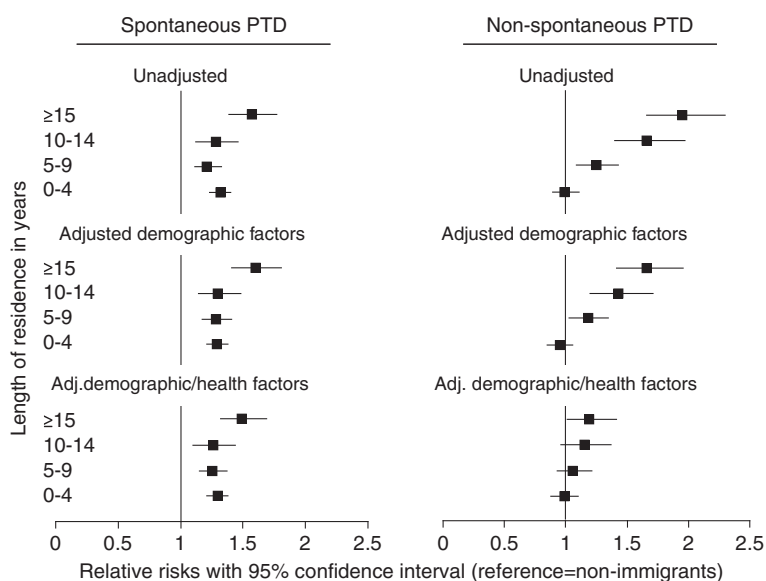 Spontaneous PTD Non-spontaneous PTD
Unadjusted Unadjusted
≥15
10-14
5-9
0-4
Adjusted demographic factors Adjusted demographic factors
≥15
10-14
5-9
0-4
Adj.demographic/health factors Adj. demographic/health factors
≥15
10-14
5-9
0-4
Length of residence in years
0 0.5 1 1.5 2 2.5 0 0.5 1 1.5 2 2.5
Relative risks with 95% confidence interval (reference=non-immigrants)